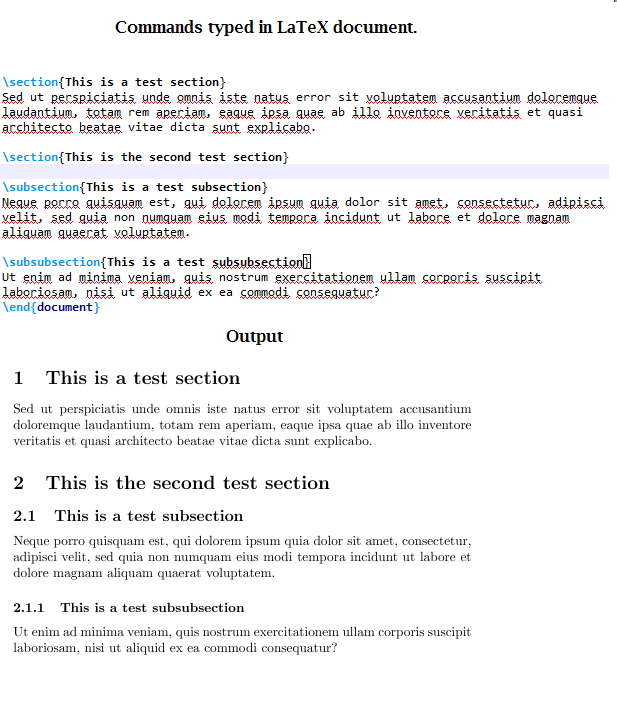 Commands typed in LaTeX document.
\section{This is a test section}
Sed ut perspiciatis unde omnis iste natus error sit voluptatem accusantium doloremque
laudantium, totam rem aperiam, eaque ipsa quae ab illo inventore veritatis et quasi
architecto beatae vitae dicta sunt explicabo.
\section{This is the second test section}
\subsection{This is a test subsection}
Neque porro quisquam est, qui dolorem ipsum quia dolor sit amet, consectetur, adipisci
velit, sed quia non numquam eius modi tempora incidunt ut labore et dolore magnam
aliquam quaerat voluptatem.
\subsubsection{This is a test subsubsection}
Ut enim ad minima veniam, quis nostrum exercitationem ullam corporis suscipit
laboriosam, nisi ut aliquid ex ea commodi consequatur?
\end{document}
Output
1 This is a test section
Sed ut perspiciatis unde omnis iste natus error sit voluptatem accusantium
doloremque laudantium, totam rem aperiam, eaque ipsa quae ab illo inventore
veritatis et quasi architecto beatae vitae dicta sunt explicabo.
2 This is the second test section
2.1 This is a test subsection
Neque porro quisquam est, qui dolorem ipsum quia dolor sit amet, consectetur,
adipisci velit, sed quia non numquam eius modi tempora incidunt ut labore et
dolore magnam aliquam quaerat voluptatem.
2.1.1 This is a test subsubsection
Ut enim ad minima veniam, quis nostrum exercitationem ullam corporis suscipit
laboriosam, nisi ut aliquid ex ea commodi consequatur?